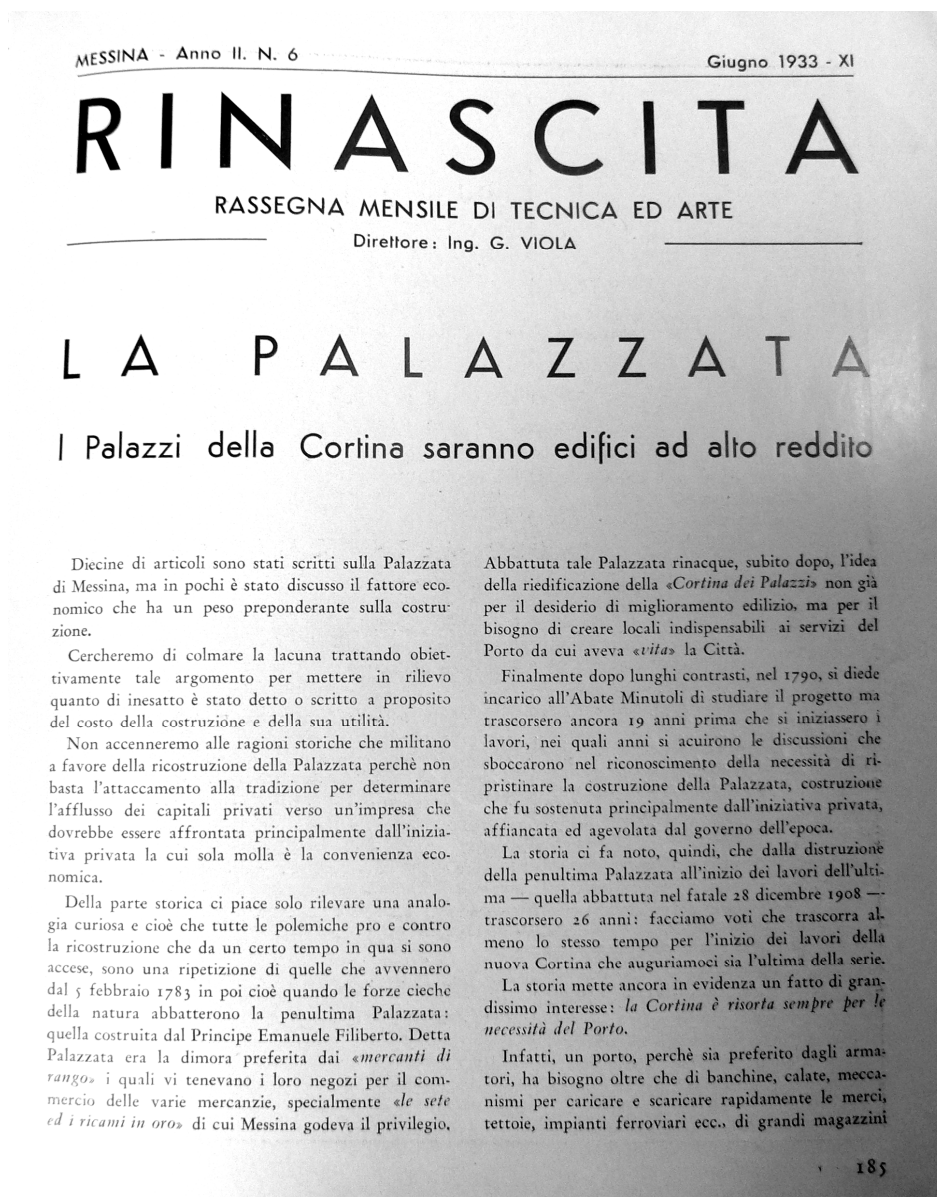 MESSINA - Anno II. N. 6
Giugno 1933 - XI
RINASCITA
RASSEGNA MENSILE DI TECNICA ED ARTE
Direttore: Ing. G. VIOLA
LA PALAZZATA
I Palazzi della Cortina saranno edifici ad alto reddito
Diecine di articoli sono stati scritti sulla Palazzata
di Messina, ma in pochi è stato discusso il fattore eco-
nomico che ha un peso preponderante sulla costru-
zione.
Cercheremo di colmare la lacuna trattando obiet-
tivamente tale argomento per mettere in rilievo
quanto di inesatto è stato detto o scritto a proposito
del costo della costruzione e della sua utilità.
Non accenneremo alle ragioni storiche che militano
a favore della ricostruzione della Palazzata perchè non
basta l'attaccamento alla tradizione per determinare
l'afflusso dei capitali privati verso un'impresa che
dovrebbe essere affrontata principalmente dall'inizia-
tiva privata la cui sola molla è la convenienza eco-
nomica.
Della parte storica ci piace solo rilevare una analo-
gia curiosa e cioè che tutte le polemiche pro e contro
la ricostruzione che da un certo tempo in qua si sono
accese, sono una ripetizione di quelle che avvennero
dal 5 febbraio 1783 in poi cioè quando le forze cieche
della natura abbatterono la penultima Palazzata:
quella costruita dal Principe Emanuele Filiberto. Detta
Palazzata era la dimora preferita dai «mercanti di
rango» i quali vi tenevano i loro negozi per il com-
mercio delle varie mercanzie, specialmente «le sete
ed i ricami in oro» di cui Messina godeva il privilegio.
Abbattuta tale Palazzata rinacque, subito dopo, l'idea
della riedificazione della «Cortina dei Palazzi» non già
per il desiderio di miglioramento edilizio, ma per il
bisogno di creare locali indispensabili ai servizi del
Porto da cui aveva «vita» la Città.
Finalmente dopo lunghi contrasti, nel 1790, si diede
incarico all'Abate Minutoli di studiare il progetto ma
trascorsero ancora 19 anni prima che si iniziassero i
lavori, nei quali anni si acuirono le discussioni che
sboccarono nel riconoscimento della necessità di ri-
pristinare la costruzione della Palazzata, costruzione
che fu sostenuta principalmente dall'iniziativa privata,
affiancata ed agevolata dal governo dell'epoca.
La storia ci fa noto, quindi, che dalla distruzione
della penultima Palazzata all'inizio dei lavori dell'ulti-
ma — quella abbattuta nel fatale 28 dicembre 1908 —
trascorsero 26 anni: facciamo voti che trascorra al-
meno lo stesso tempo per l'inizio dei lavori della
nuova Cortina che auguriamoci sia l'ultima della serie.
La storia mette ancora in evidenza un fatto di gran-
dissimo interesse: la Cortina è risorta sempre per le
necessità del Porto.
Infatti, un porto, perchè sia preferito dagli arma-
tori, ha bisogno oltre che di banchine, calate, mecca-
nismi per caricare e scaricare rapidamente le merci,
tettoie, impianti ferroviari ecc., di grandi magazzini
185